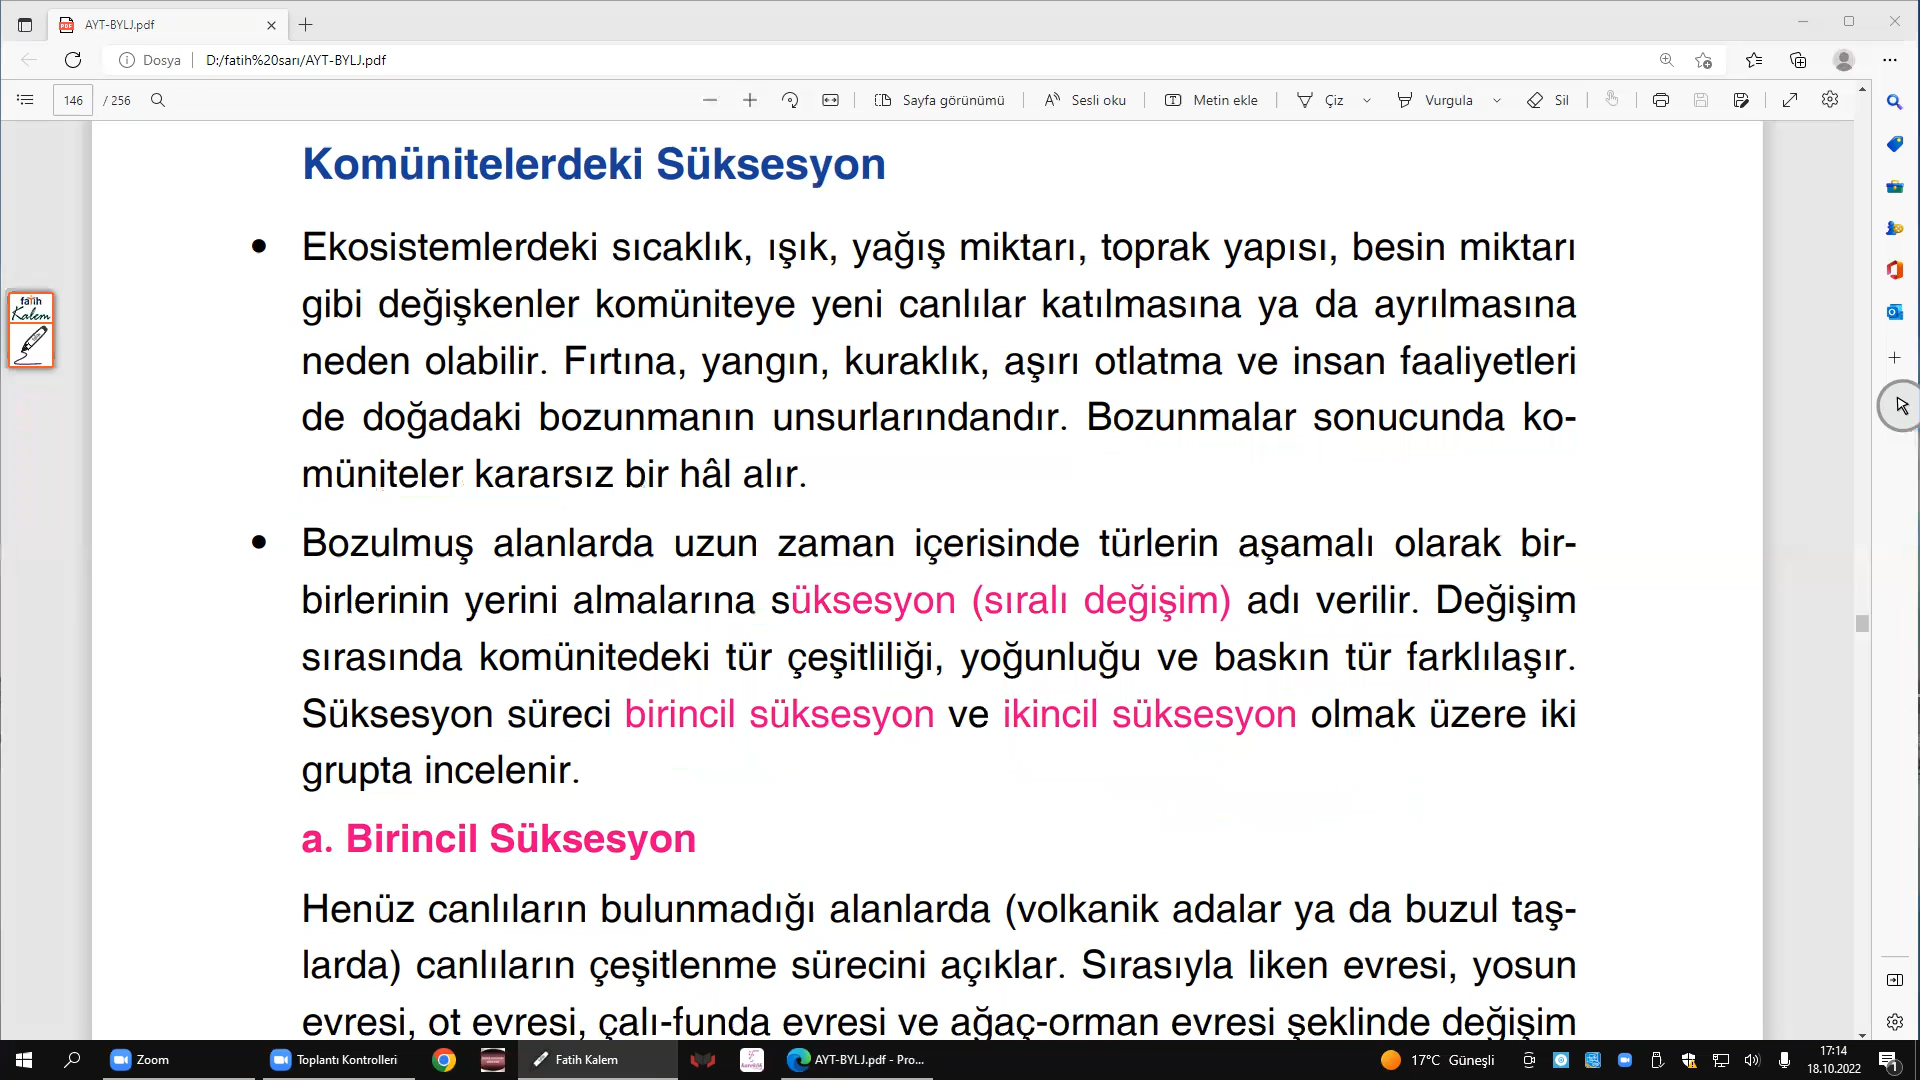 AYT-BYLJ.pdf
Dosya
D:/fatih%20sarı/AYT-BYLJ.pdf
146 / 256
Sayfa görünümü
Sesli oku
Metin ekle
Çiz
Vurgula
Sil
Komünitelerdeki Süksesyon
• Ekosistemlerdeki sıcaklık, ışık, yağış miktarı, toprak yapısı, besin miktarı
gibi değişkenler komüniteye yeni canlılar katılmasına ya da ayrılmasına
neden olabilir. Fırtına, yangın, kuraklık, aşırı otlatma ve insan faaliyetleri
de doğadaki bozunmanın unsurlarındandır. Bozunmalar sonucunda ko-
müniteler kararsız bir hâl alır.
• Bozulmuş alanlarda uzun zaman içerisinde türlerin aşamalı olarak bir-
birlerinin yerini almalarına süksesyon (sıralı değişim) adı verilir. Değişim
sırasında komünitedeki tür çeşitliliği, yoğunluğu ve baskın tür farklılaşır.
Süksesyon süreci birincil süksesyon ve ikincil süksesyon olmak üzere iki
grupta incelenir.
a. Birincil Süksesyon
Henüz canlıların bulunmadığı alanlarda (volkanik adalar ya da buzul taş-
larda) canlıların çeşitlenme sürecini açıklar. Sırasıyla liken evresi, yosun
evresi, ot evresi, çalı-funda evresi ve ağaç-orman evresi şeklinde değişim
fatih
Kalem
Zoom
Toplantı Kontrolleri
Fatih Kalem
AYT-BYLJ.pdf - Pro...
17°C Güneşli
17:14
18.10.2022
1